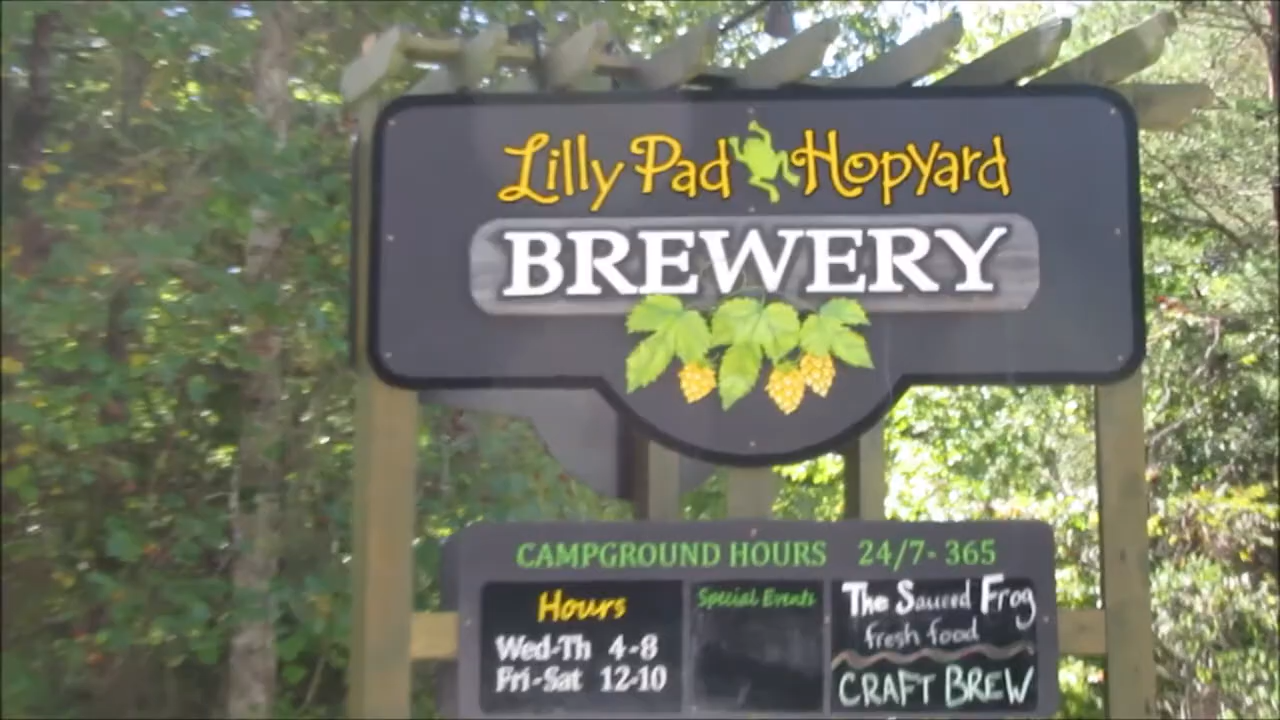 Lilly Pad Hopyard
BREWERY
CAMPGROUND HOURS 24/7-365
Hours
Wed-Th 4-8
Fri-Sat 12-10
Special Events
The Sauced Frog
fresh food
CRAFT BREW